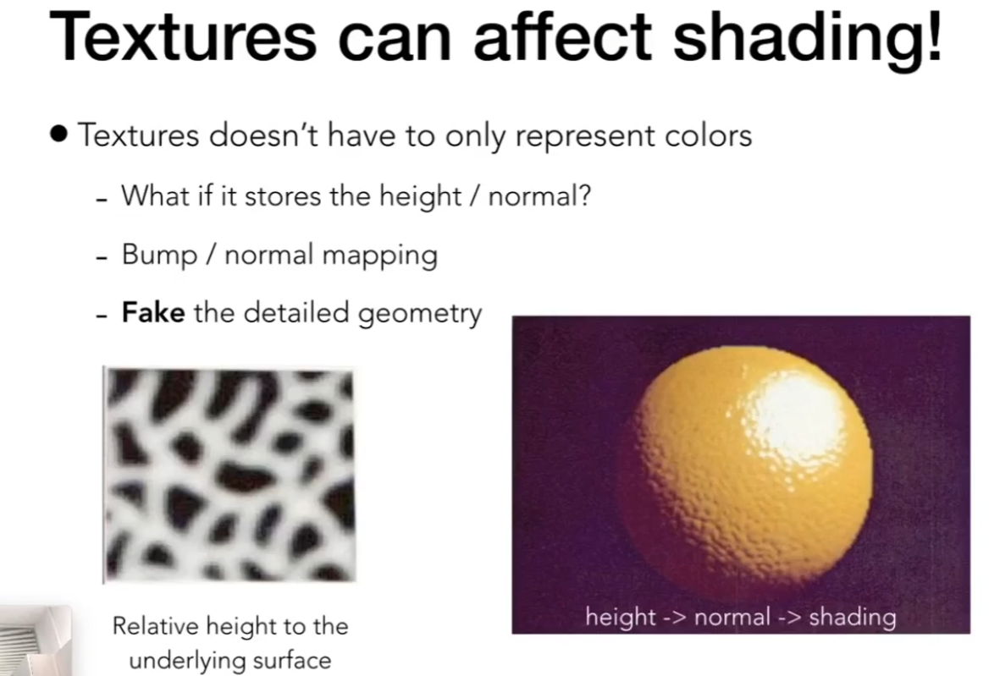 Textures can affect shading!
● Textures doesn't have to only represent colors
- What if it stores the height / normal?
- Bump / normal mapping
- Fake the detailed geometry
Relative height to the
underlying surface
height -> normal -> shading